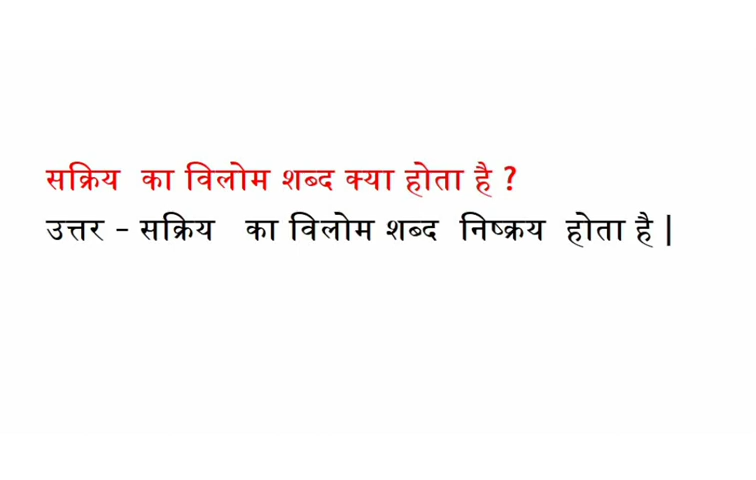 सक्रिय का विलोम शब्द क्या होता है ?
उत्तर - सक्रिय का विलोम शब्द निष्क्रय होता है |